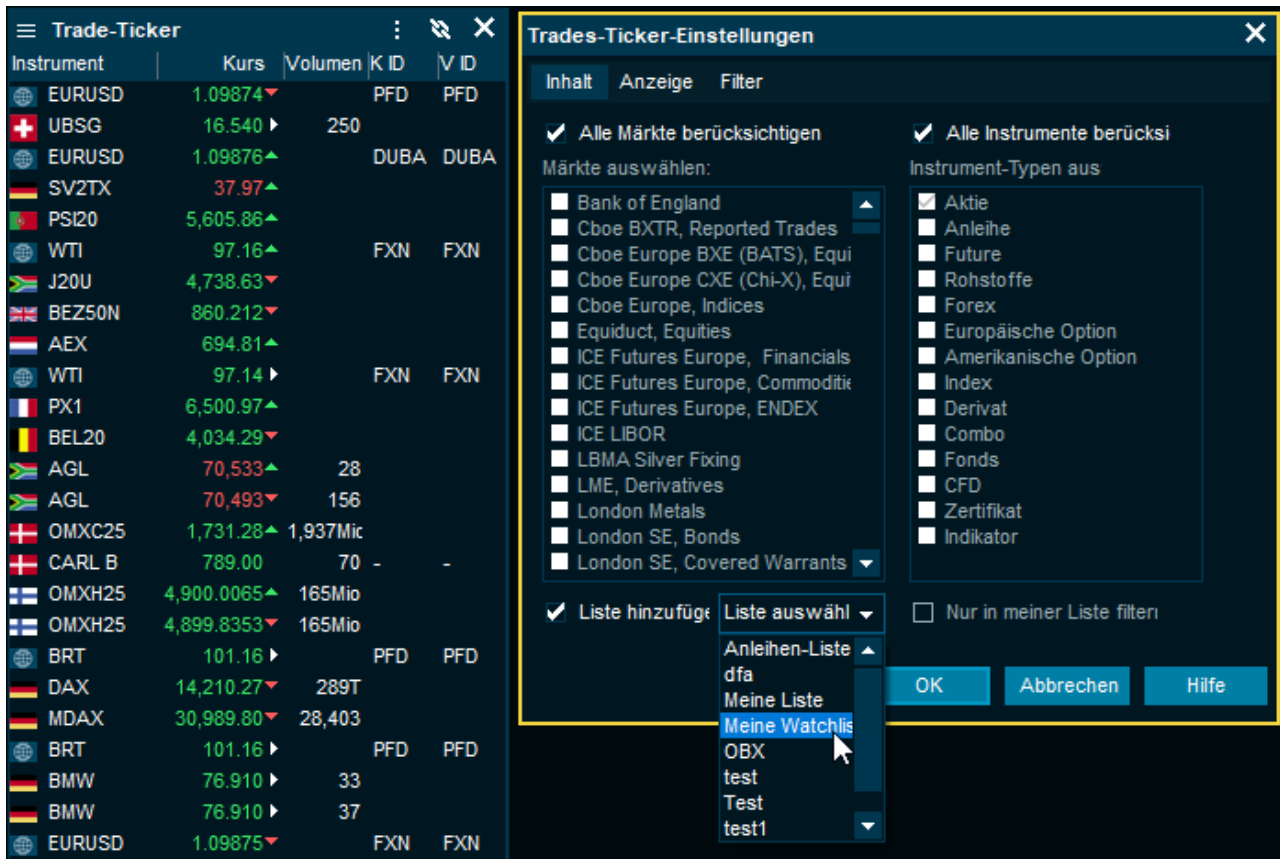 Trade-Ticker
Instrument Kurs Volumen K ID V ID
EURUSD 1.09874 PFD PFD
UBSG 16.540 250
EURUSD 1.09876 DUBA DUBA
SV2TX 37.97
PSI20 5,605.86
WTI 97.16 FXN FXN
J20U 4,738.63
BEZ50N 860.212
AEX 694.81
WTI 97.14 FXN FXN
PX1 6,500.97
BEL20 4,034.29
AGL 70,533 28
AGL 70,493 156
OMXC25 1,731.28 1,937Mic
CARL B 789.00 70 - -
OMXH25 4,900.0065 165Mio
OMXH25 4,899.8353 165Mio
BRT 101.16 PFD PFD
DAX 14,210.27 289T
MDAX 30,989.80 28,403
BRT 101.16 PFD PFD
BMW 76.910 33
BMW 76.910 37
EURUSD 1.09875 FXN FXN
Trades-Ticker-Einstellungen
Inhalt Anzeige Filter
Alle Märkte berücksichtigen
Märkte auswählen:
Bank of England
Cboe BXTR, Reported Trades
Cboe Europe BXE (BATS), Equi
Cboe Europe CXE (Chi-X), Equi
Cboe Europe, Indices
Equiduct, Equities
ICE Futures Europe, Financials
ICE Futures Europe, Commoditie
ICE Futures Europe, ENDEX
ICE LIBOR
LBMA Silver Fixing
LME, Derivatives
London Metals
London SE, Bonds
London SE, Covered Warrants
Alle Instrumente berücksi
Instrument-Typen aus
Aktie
Anleihe
Future
Rohstoffe
Forex
Europäische Option
Amerikanische Option
Index
Derivat
Combo
Fonds
CFD
Zertifikat
Indikator
Liste hinzufüge Liste auswähl Nur in meiner Liste filtern
Anleihen-Liste
dfa
Meine Liste
Meine Watchlis
OBX
test
Test
test1
OK Abbrechen Hilfe